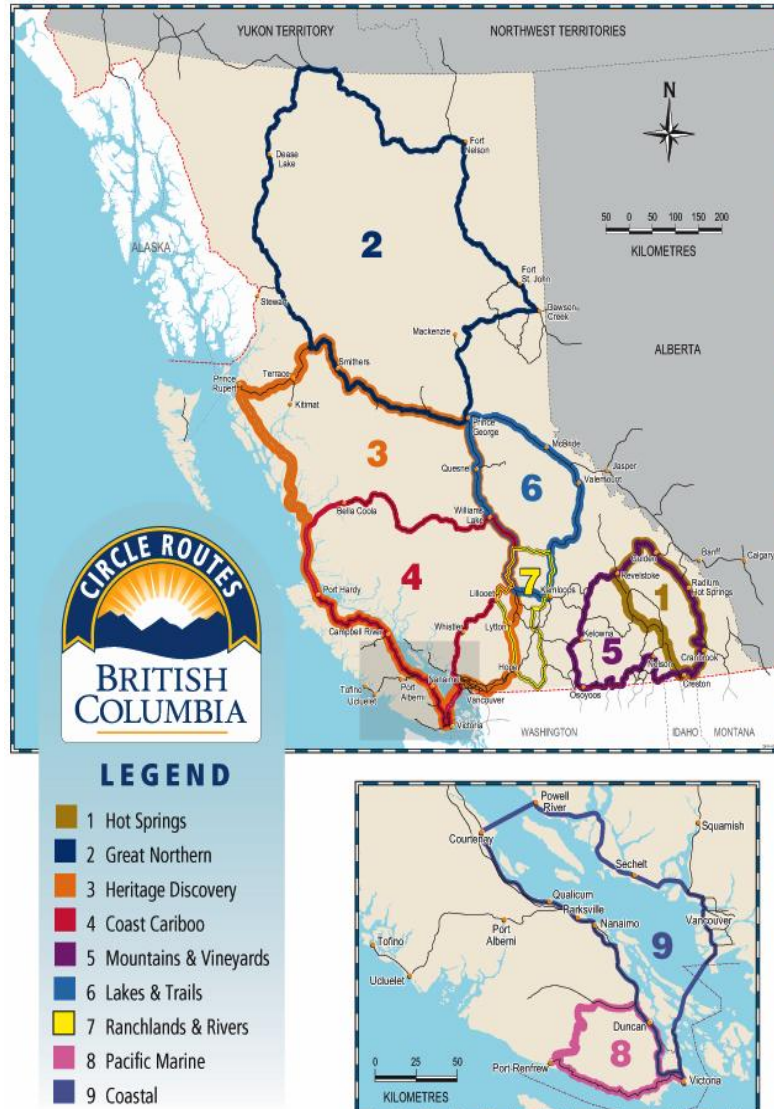 YUKON TERRITORY
NORTHWEST TERRITORIES
N
50 0 50 100 150 200
KILOMETRES
Dease
Lake
Fort
Nelson
2
ALASKA
Fort
St. John
Dawson
Creek
Stewart
Mackenzie
ALBERTA
Smithers
Terrace
Prince
Rupert
Kitimat
Prince
George
McBride
3
Jasper
Quesnel
6
Valemount
Williams
Lake
Bella Coola
Banff
Calgary
Golden
4
7
Revelstoke
Radium
Hot Springs
Lillooet
Kamloops
1
Port Hardy
Whistler
Lytton
Campbell River
Kelowna
5
Cranbrook
Hope
Nelson
Nanaimo
Creston
Port
Alberni
Vancouver
Osoyoos
Tofino
Ucluelet
Victoria
WASHINGTON
IDAHO
MONTANA
CIRCLE ROUTES
BRITISH
COLUMBIA
LEGEND
1 Hot Springs
2 Great Northern
3 Heritage Discovery
4 Coast Cariboo
5 Mountains & Vineyards
6 Lakes & Trails
7 Ranchlands & Rivers
8 Pacific Marine
9 Coastal
Powell
River
Courtenay
Squamish
Sechelt
Qualicum
Parksville
Vancouver
Nanaimo
Port
Alberni
9
Tofino
Ucluelet
Duncan
8
Port Renfrew
Victoria
0 25 50
KILOMETRES